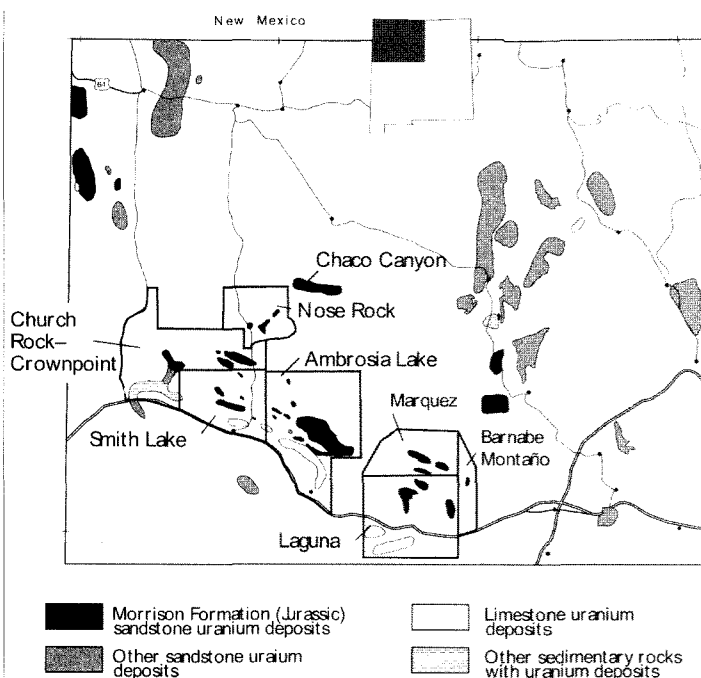 New Mexico
Chaco Canyon
Nose Rock
Church
Rock–
Crownpoint
Ambrosia Lake
Marquez
Barnabe
Montaño
Smith Lake
Laguna
Morrison Formation (Jurassic)
sandstone uranium deposits
Limestone uranium
deposits
Other sandstone uraium
deposits
Other sedimentary rocks
with uranium deposits